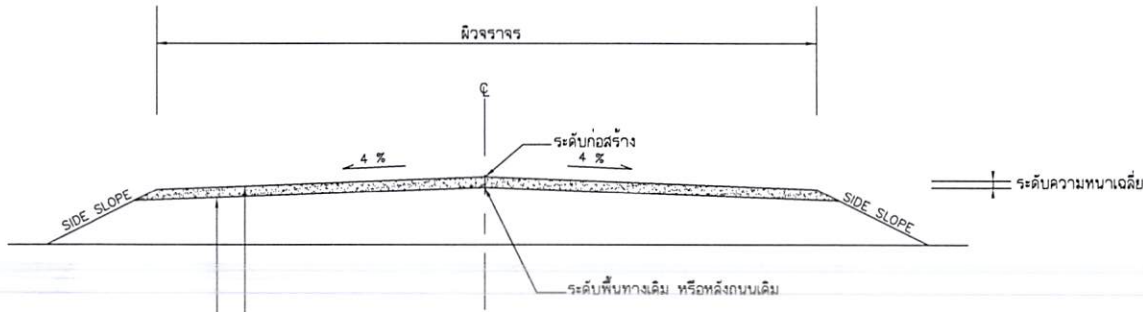 ผิวจราจร
℄
ระดับก่อสร้าง
4 %
4 %
ระดับความหนาเฉลี่ย
SIDE SLOPE
SIDE SLOPE
ระดับพื้นทางเดิม หรือหลังถนนเดิม